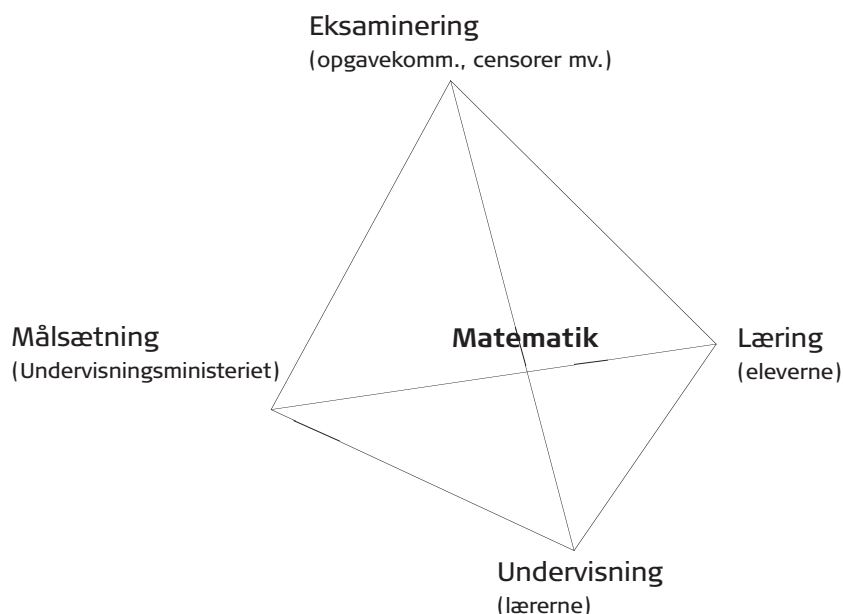 Eksaminering
(opgavekomm., censorer mv.)
Målsætning
(Undervisningsministeriet)
Matematik
Læring
(eleverne)
Undervisning
(lærerne)